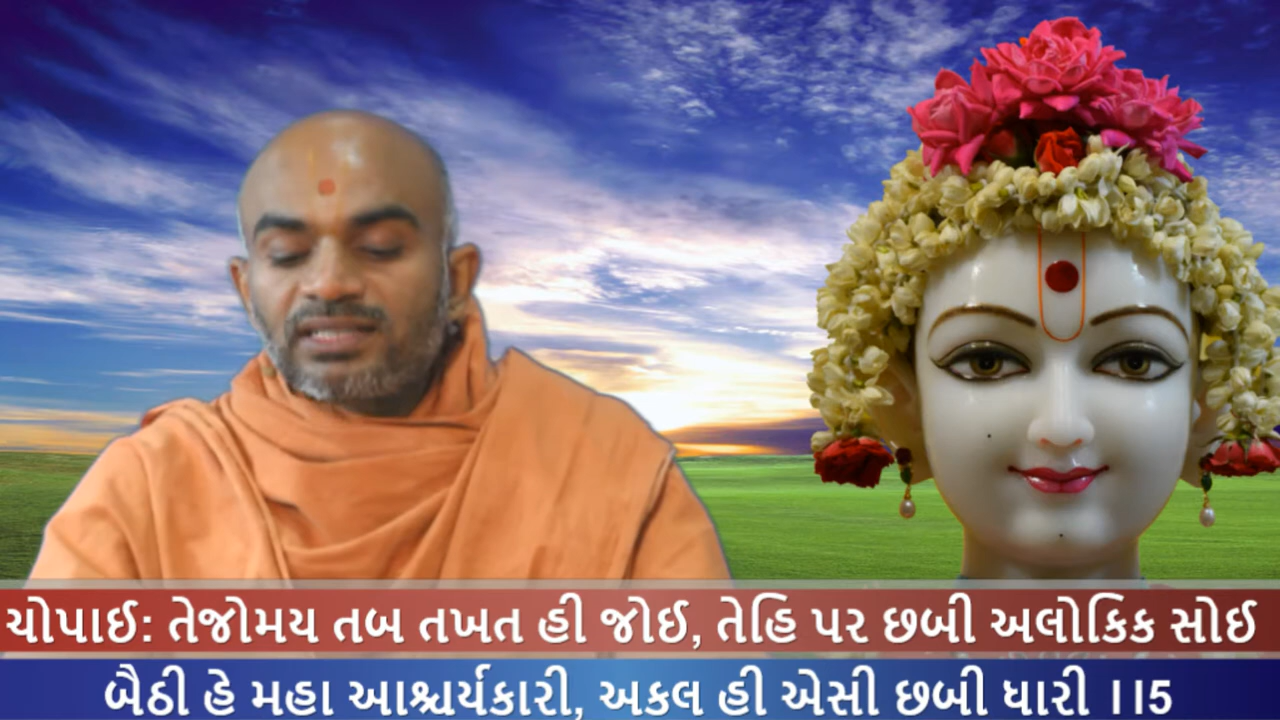 ચોપાઈ: તેજોમય તબ તખત હી જોઈ, તેહિ પર છબી અલોકિક સોઈ
બૈઠી હે મહા આશ્ચર્યકારી, અકલ હી એસી છબી ધારી ।।5